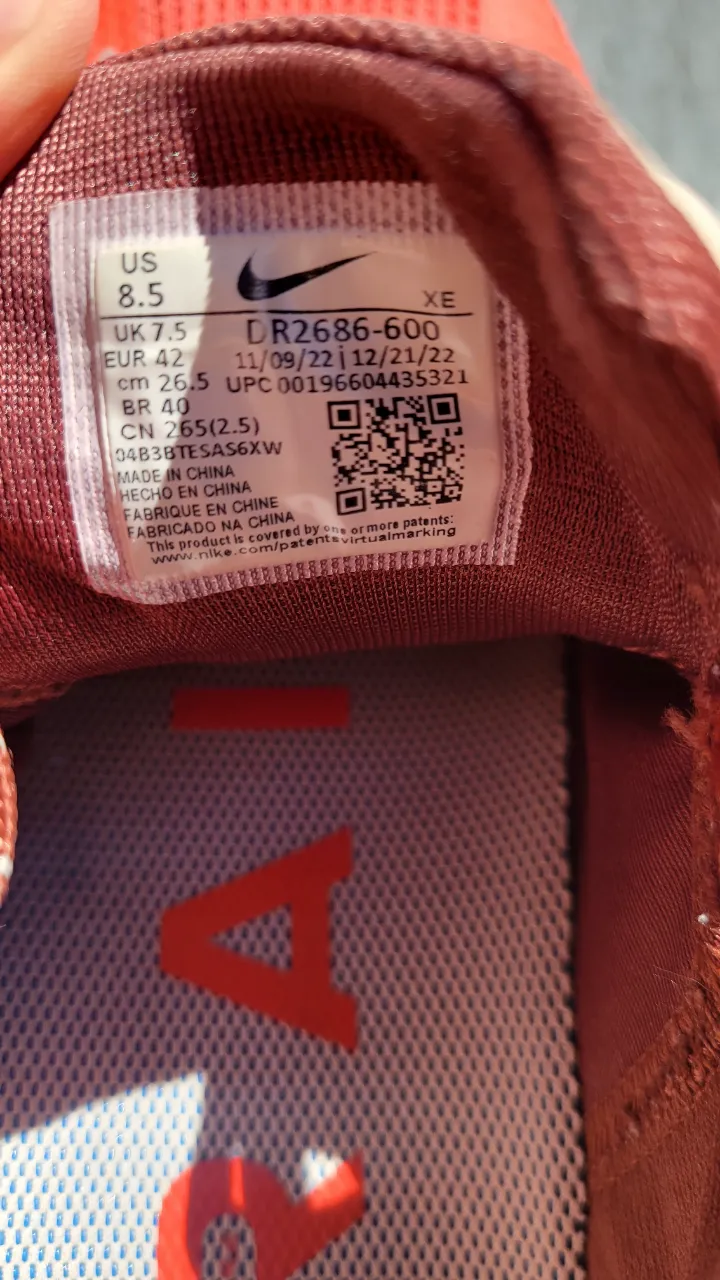 US
8.5
XE
UK 7.5 DR2686-600
EUR 42 11/09/22 | 12/21/22
cm 26.5 UPC 00196604435321
BR 40
CN 265(2.5)
04B3BTESAS6XW
MADE IN CHINA
HECHO EN CHINA
FABRIQUE EN CHINE
FABRICADO NA CHINA
This product is covered by one or more patents:
www.nike.com/patentsvirtualmarking
AIR